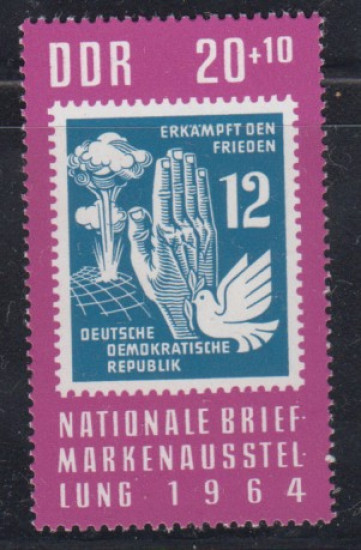 DDR 20+10
ERKÄMPFT DEN
FRIEDEN
12
DEUTSCHE
DEMOKRATISCHE
REPUBLIK
NATIONALE BRIEF-
MARKENAUSSTEL-
LUNG 1964